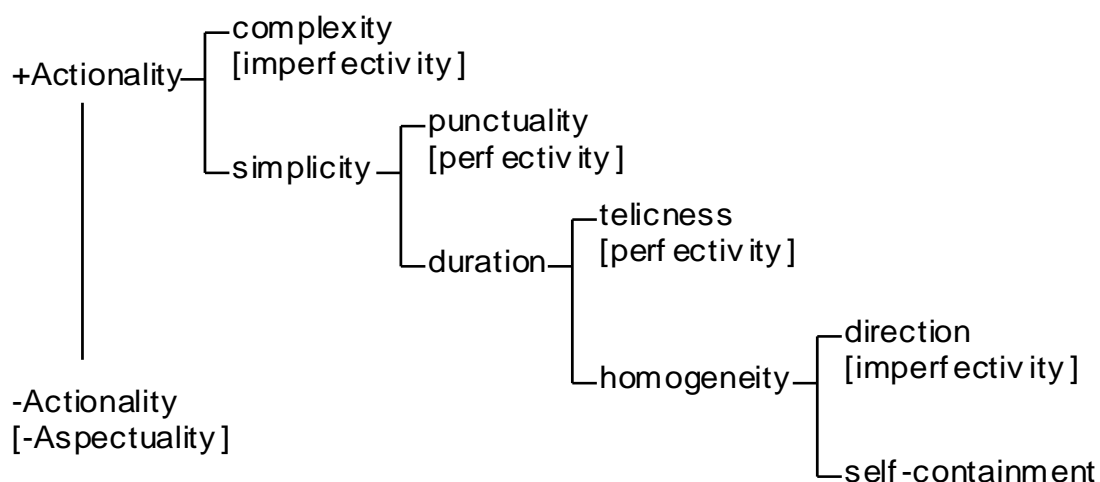 complexity
[imperfectivity]
+Actionality
punctuality
[perfectivity]
simplicity
telicness
[perfectivity]
duration
direction
[imperfectivity]
homogeneity
-Actionality
[-Aspectuality]
self-containment